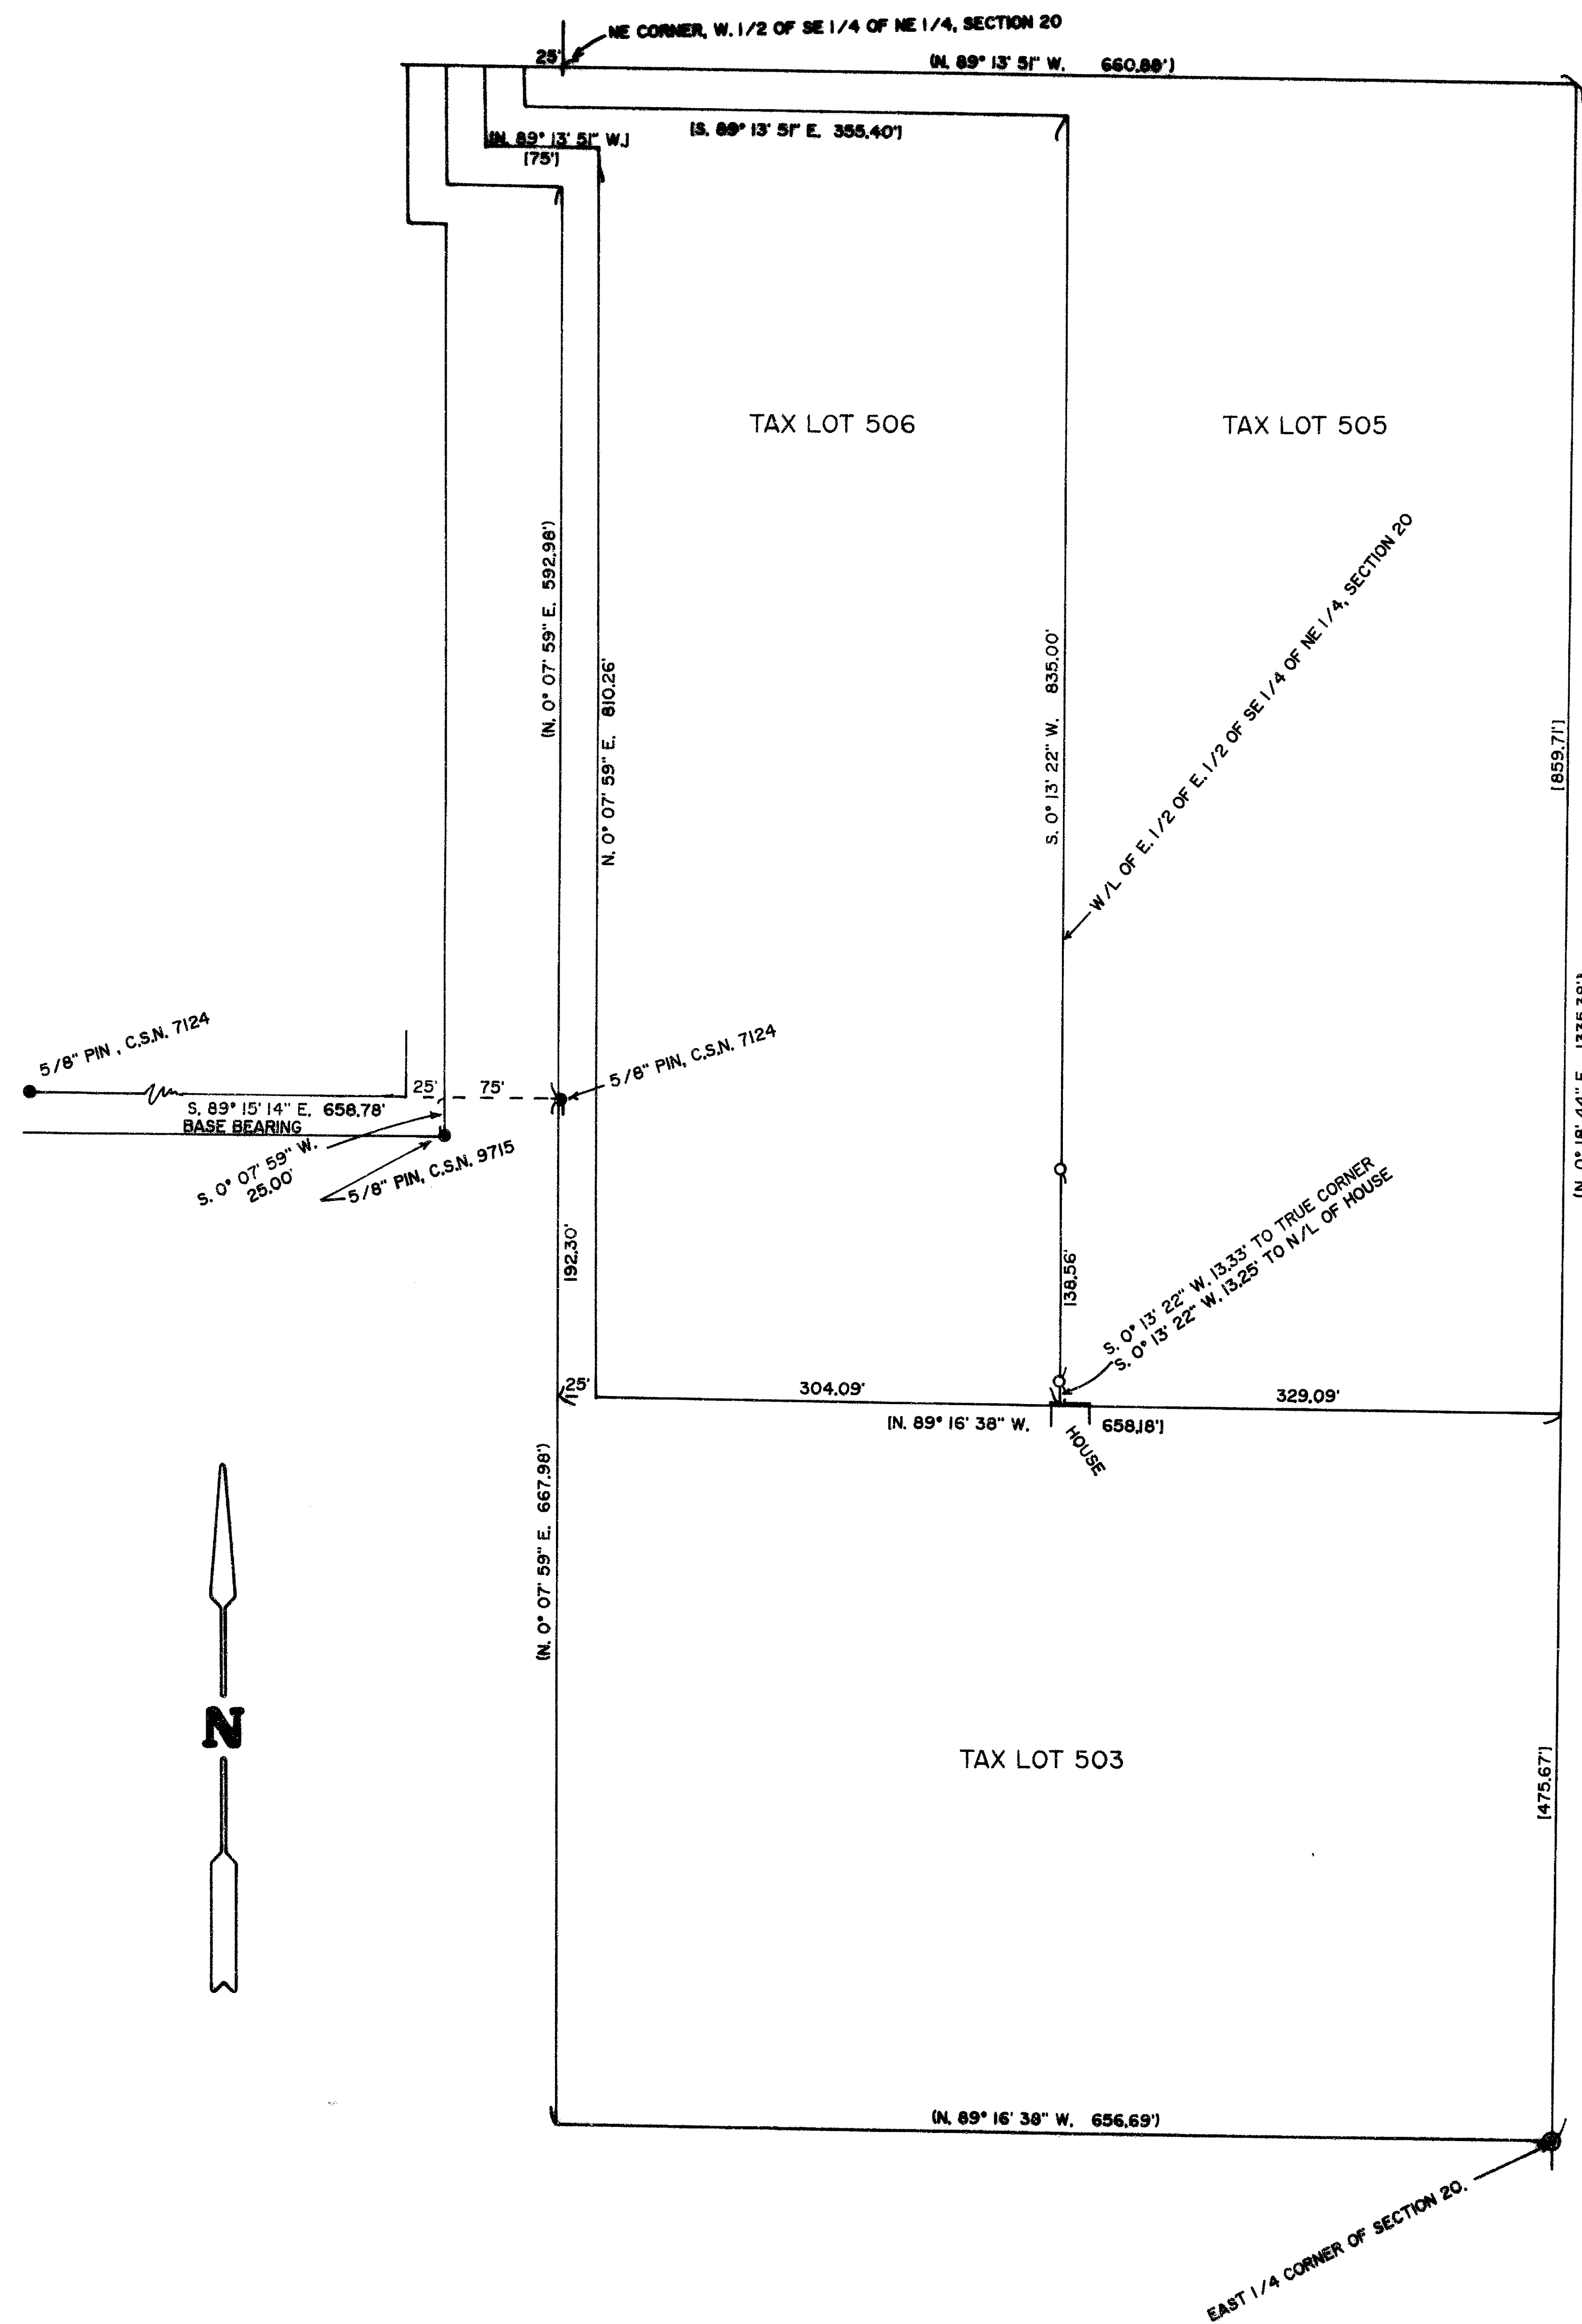 NE CORNER, W. 1/2 OF SE 1/4 OF NE 1/4, SECTION 20
25'
(N. 89° 13' 51" W. 660.88')
[S. 89° 13' 51" E. 355.40']
[N. 89° 13' 51" W.]
[75']
TAX LOT 506
TAX LOT 505
(N. 0° 07' 59" E. 592.98')
N. 0° 07' 59" E. 810.26'
S. 0° 13' 22" W. 835.00'
W/L OF E. 1/2 OF E. 1/2 OF SE 1/4 OF NE 1/4, SECTION 20
[859.71']
5/8" PIN, C.S.N. 7124
S. 89° 15' 14" E. 658.78'
BASE BEARING
25'
75'
5/8" PIN, C.S.N. 7124
S. 0° 07' 59" W.
25.00'
5/8" PIN, C.S.N. 9715
192.30'
138.56'
S. 0° 13' 22" W. 13.33' TO TRUE CORNER
S. 0° 13' 22" W. 13.25' TO N/L OF HOUSE
25'
304.09'
329.09'
[N. 89° 16' 38" W. 658.18']
HOUSE
(N. 0° 07' 59" E. 667.98')
N
TAX LOT 503
[475.67']
(N. 89° 16' 38" W. 656.69')
EAST 1/4 CORNER OF SECTION 20.